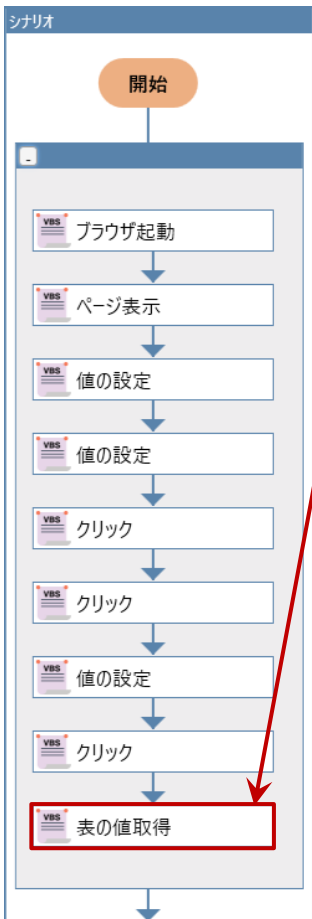 シナリオ
開始
-
VBS ブラウザ起動
VBS ページ表示
VBS 値の設定
VBS 値の設定
VBS クリック
VBS クリック
VBS 値の設定
VBS クリック
VBS 表の値取得